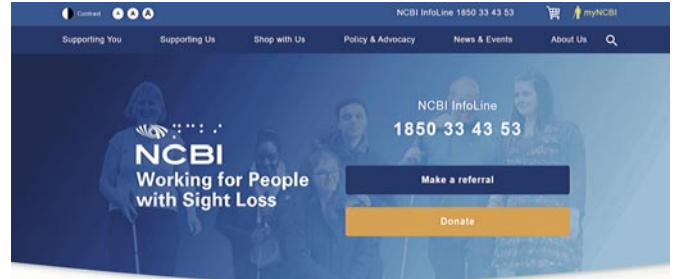 Contrast A A A NCBI InfoLine 1850 33 43 53 myNCBI
Supporting You Supporting Us Shop with Us Policy & Advocacy News & Events About Us
NCBI InfoLine
1850 33 43 53
NCBI
Working for People
with Sight Loss
Make a referral
Donate